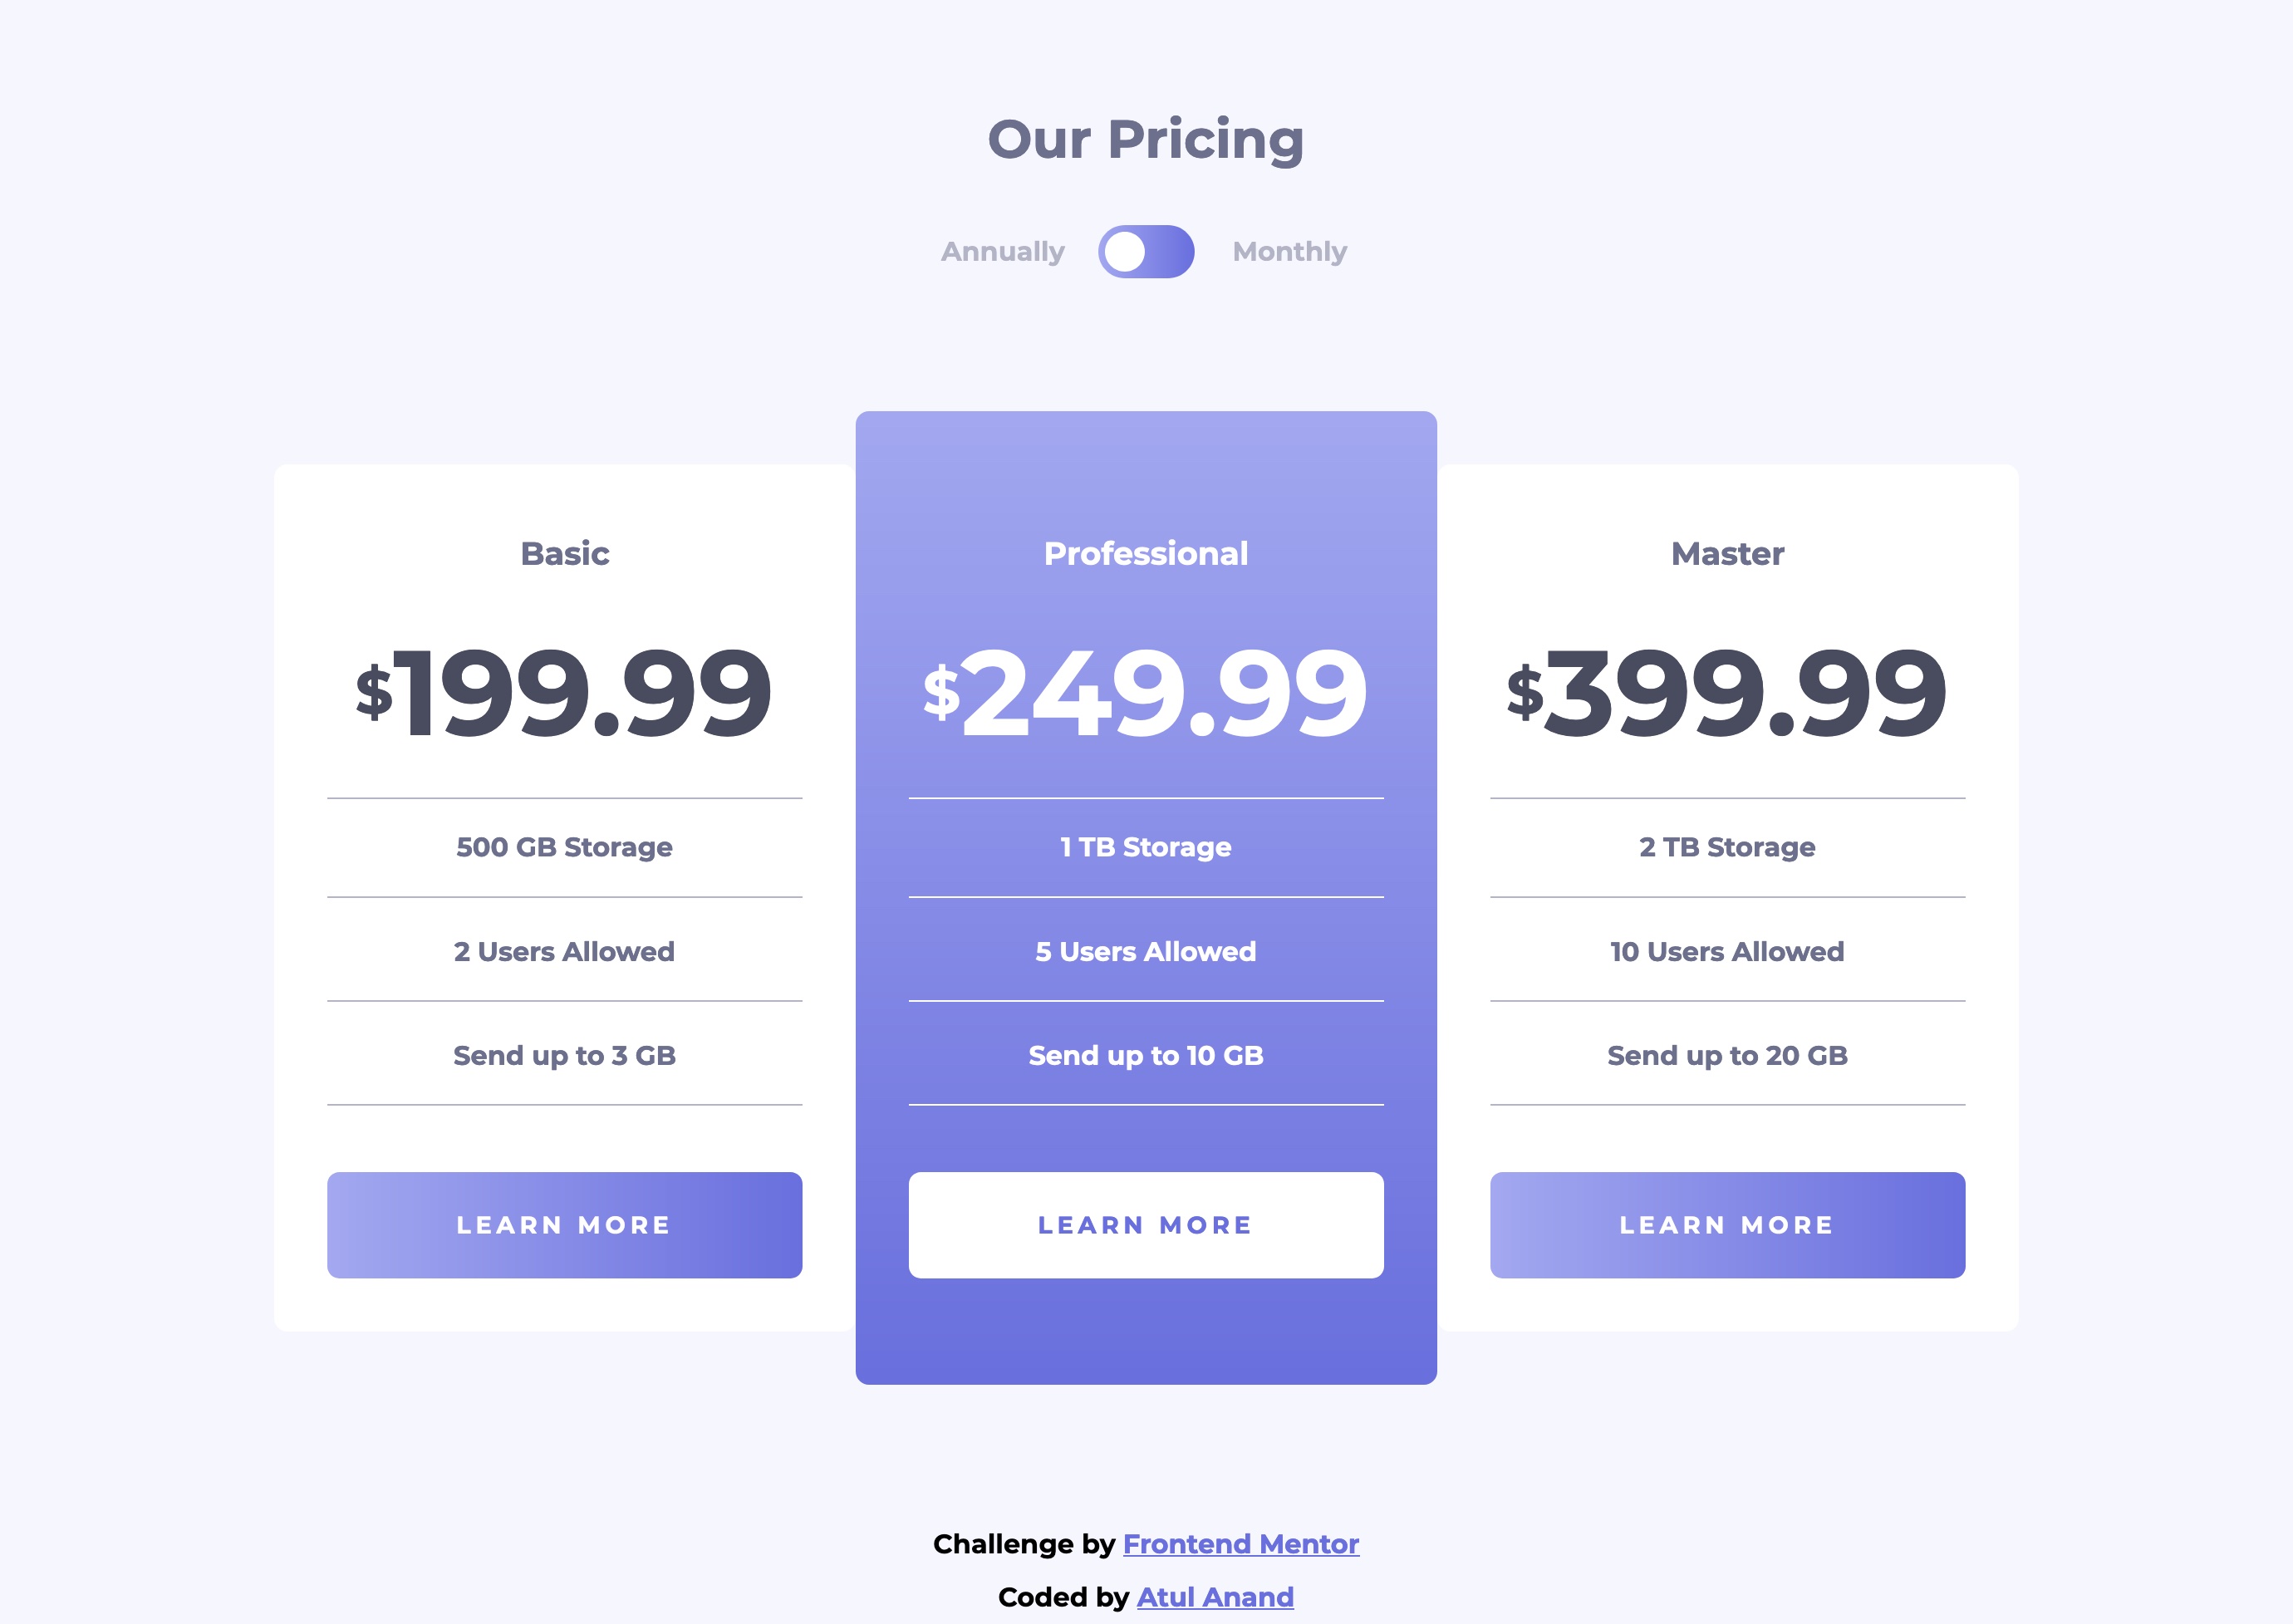 Our Pricing
Annually
Monthly
Basic
$199.99
500 GB Storage
2 Users Allowed
Send up to 3 GB
LEARN MORE
Professional
$249.99
1 TB Storage
5 Users Allowed
Send up to 10 GB
LEARN MORE
Master
$399.99
2 TB Storage
10 Users Allowed
Send up to 20 GB
LEARN MORE
Challenge by Frontend Mentor
Coded by Atul Anand